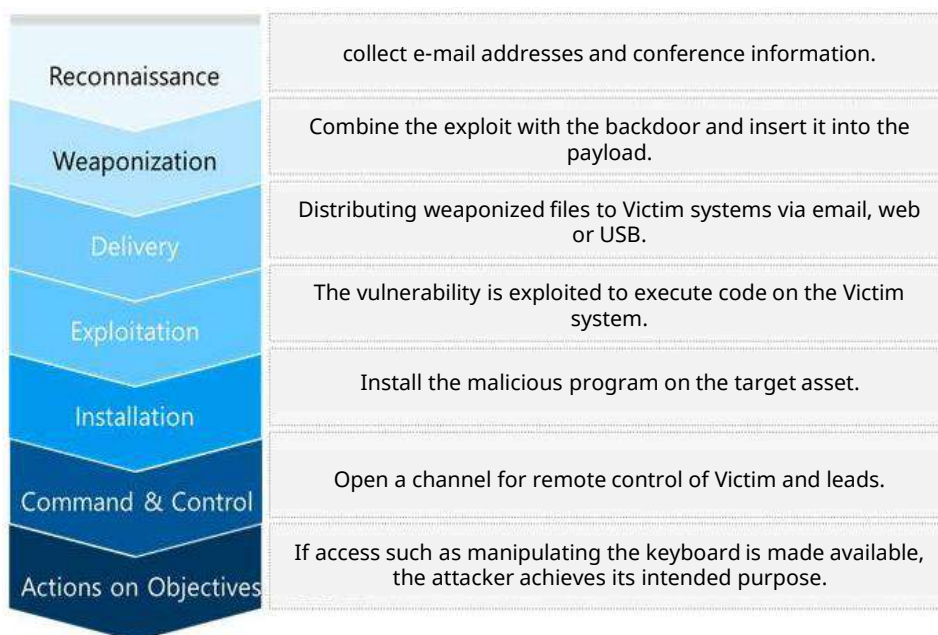 Reconnaissance
collect e-mail addresses and conference information.
Weaponization
Combine the exploit with the backdoor and insert it into the
payload.
Delivery
Distributing weaponized files to Victim systems via email, web
or USB.
Exploitation
The vulnerability is exploited to execute code on the Victim
system.
Installation
Install the malicious program on the target asset.
Command & Control
Open a channel for remote control of Victim and leads.
Actions on Objectives
If access such as manipulating the keyboard is made available,
the attacker achieves its intended purpose.